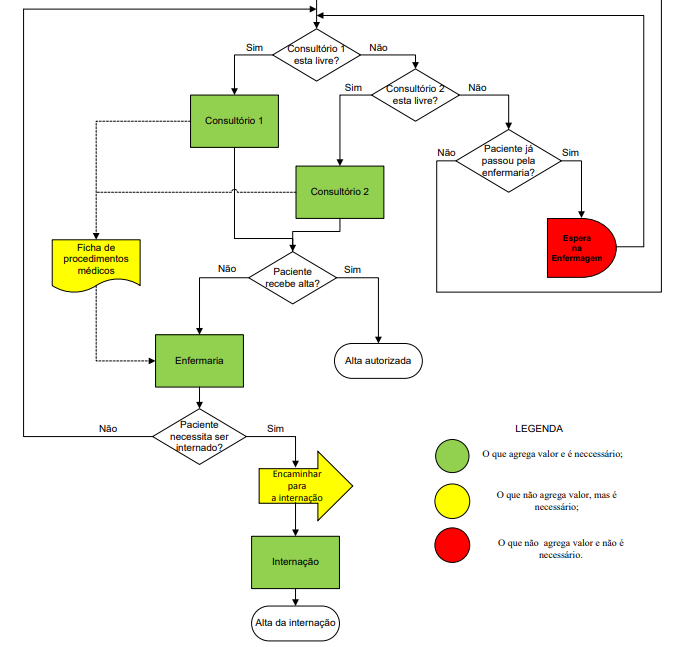 Sim
Consultório 1
esta livre?
Não
Sim
Consultório 2
esta livre?
Não
Consultório 1
Não
Paciente já
passou pela
enfermaria?
Sim
Consultório 2
Espera
na
Enfermagem
Ficha de
procedimentos
médicos
Não
Paciente
recebe alta?
Sim
Enfermaria
Alta autorizada
Não
Paciente
necessita ser
internado?
Sim
Encaminhar
para
a internação
Internação
Alta da internação
LEGENDA
O que agrega valor e é neccessário;
O que não agrega valor, mas é
necessário;
O que não agrega valor e não é
necessário.